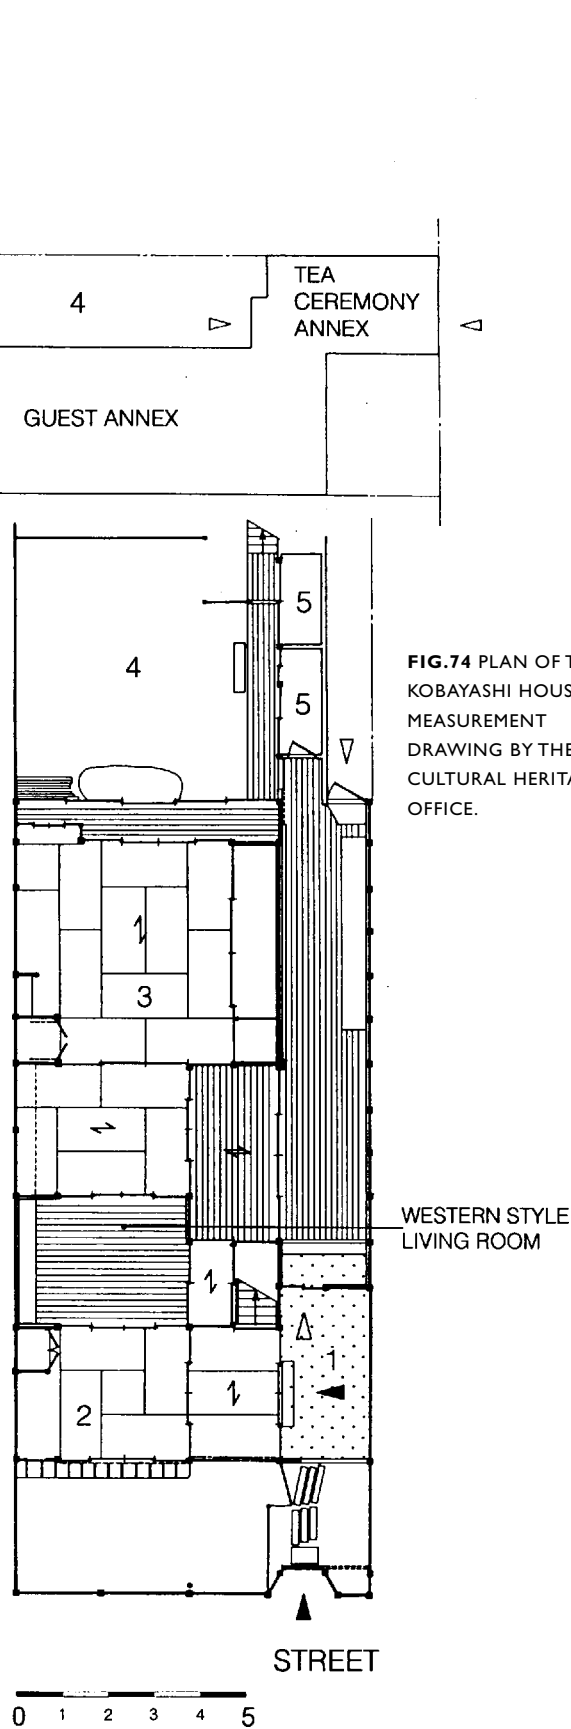 4
TEA
CEREMONY
ANNEX
GUEST ANNEX
5
4
5
FIG.74 PLAN OF T
KOBAYASHI HOUS
MEASUREMENT
DRAWING BY THE
CULTURAL HERITA
OFFICE.
3
WESTERN STYLE
LIVING ROOM
1
2
STREET
0 1 2 3 4 5